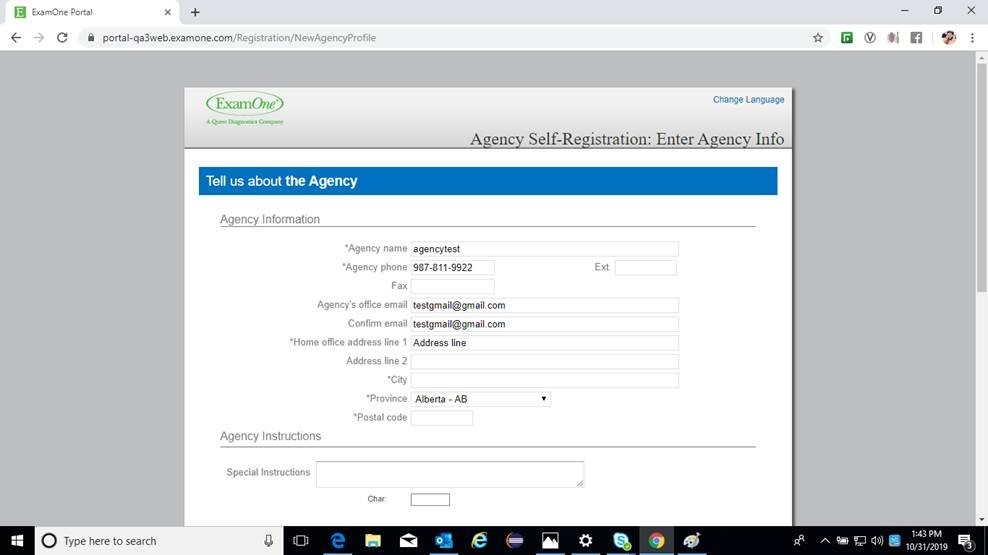 ExamOne Portal
portal-qa3web.examone.com/Registration/NewAgencyProfile
ExamOne
A Quest Diagnostics Company
Change Language
Agency Self-Registration: Enter Agency Info
Tell us about the Agency
Agency Information
*Agency name agencytest
*Agency phone 987-811-9922 Ext.
Fax
Agency's office email testgmail@gmail.com
Confirm email testgmail@gmail.com
*Home office address line 1 Address line
Address line 2
*City
*Province Alberta - AB
*Postal code
Agency Instructions
Special Instructions
Char:
Type here to search
1:43 PM
10/31/2019
3